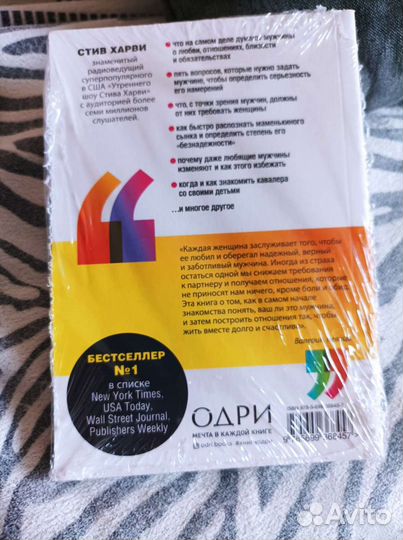 СТИВ ХАРВИ
знаменитый
радиоведущий
суперпопулярного
в США «Утреннего
шоу Стива Харви»
с аудиторией более
семи миллионов
слушателей.
что на самом деле думают мужчины
о любви, отношениях, близости
и обязательствах
пять вопросов, которые нужно задать
мужчине, чтобы определить серьезность
его намерений
что, с точки зрения мужчин, должны
от них требовать женщины
как быстро распознать маменькиного
сынка и определить степень его
«безнадежности»
почему даже любящие мужчины
изменяют и как этого избежать
когда и как знакомить кавалера
со своими детьми
...и многое другое
«Каждая женщина заслуживает того, чтобы
ее любил и оберегал надежный, верный
и заботливый мужчина. Иногда из страха
остаться одной мы снижаем требования
к партнеру и получаем отношения, которые
не приносят нам ничего, кроме боли и обид.
Эта книга о том, как в самом начале
знакомства понять, ваш ли это мужчина,
и затем построить отношения так, чтобы
жить вместе долго и счастливо».
Валерия
БЕСТСЕЛЛЕР
№1
в списке
New York Times,
USA Today,
Wall Street Journal,
Publishers Weekly
ОДРИ
МЕЧТА В КАЖДОЙ КНИГЕ
odri.books
ISBN
Avito